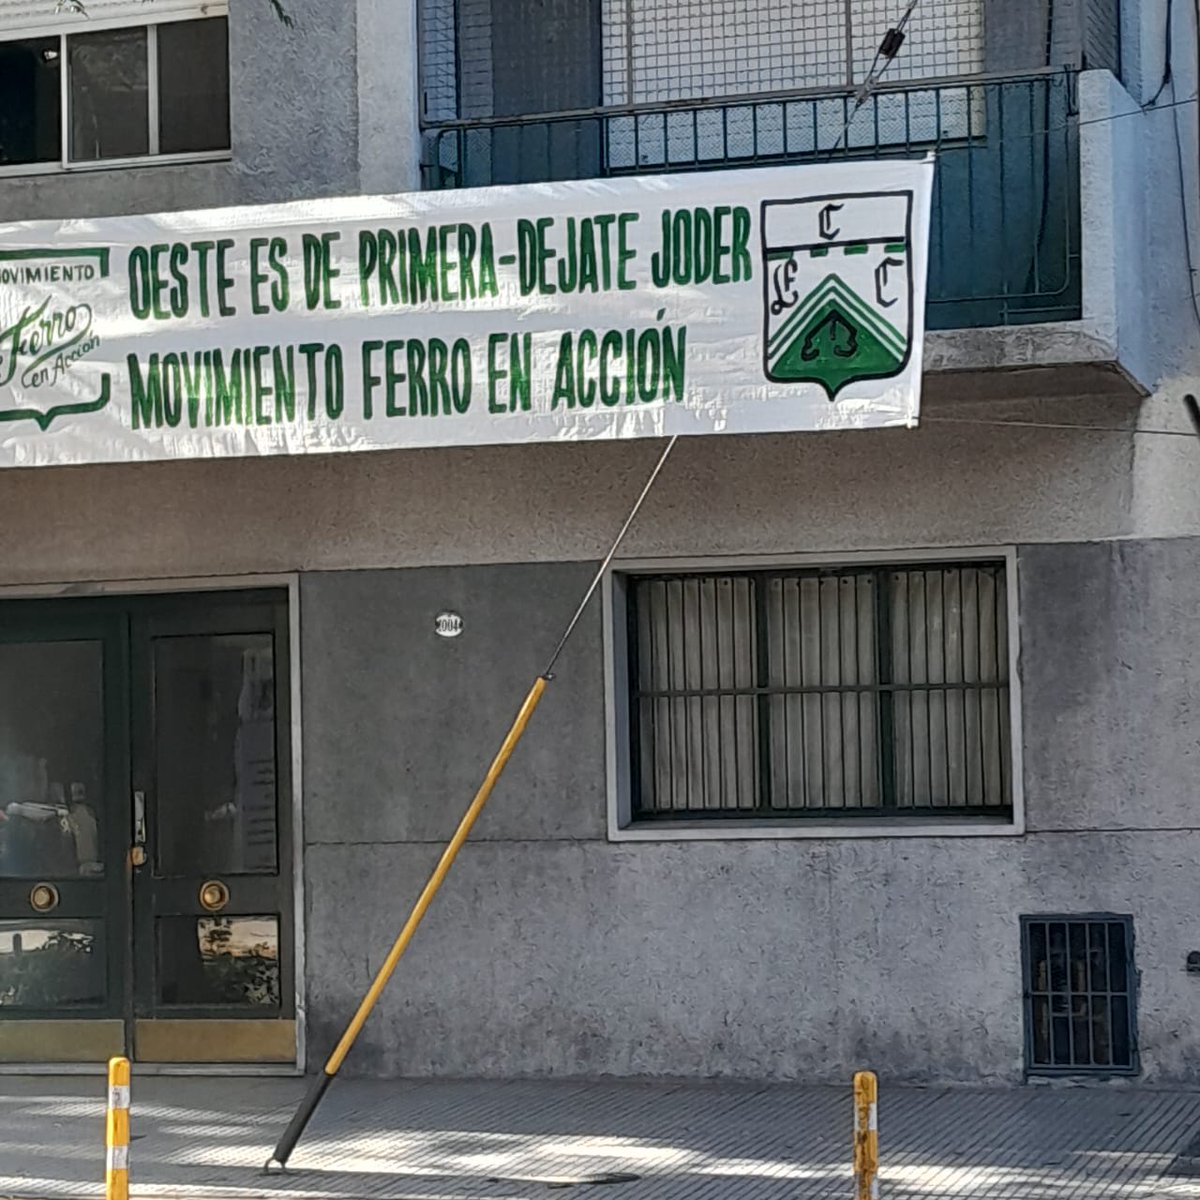 OESTE ES DE PRIMERA-DEJATE JODER
MOVIMIENTO FERRO EN ACCIÓN
MOVIMIENTO
Ferro
en Acción
C
F C